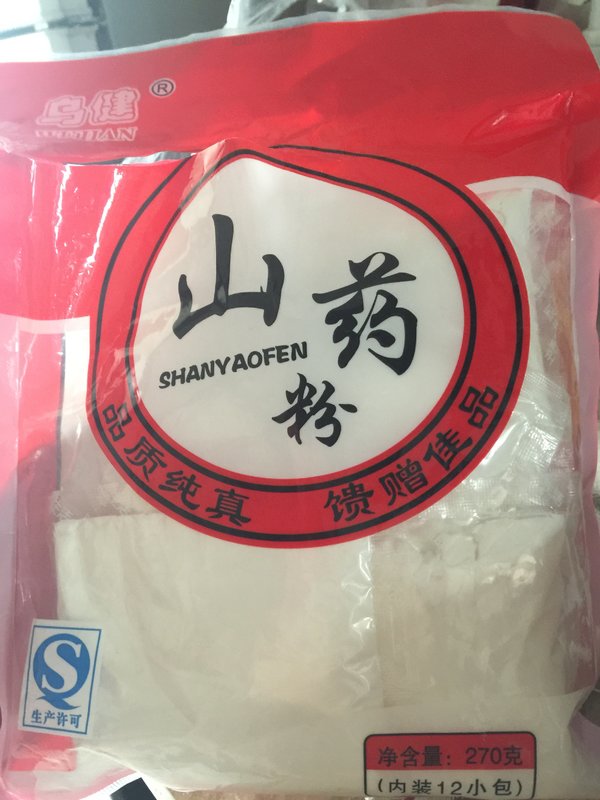 乌健®
WUJIAN
山药
SHANYAOFEN
粉
品质纯真 馈赠佳品
生产许可
净含量：270克
(内装12小包)